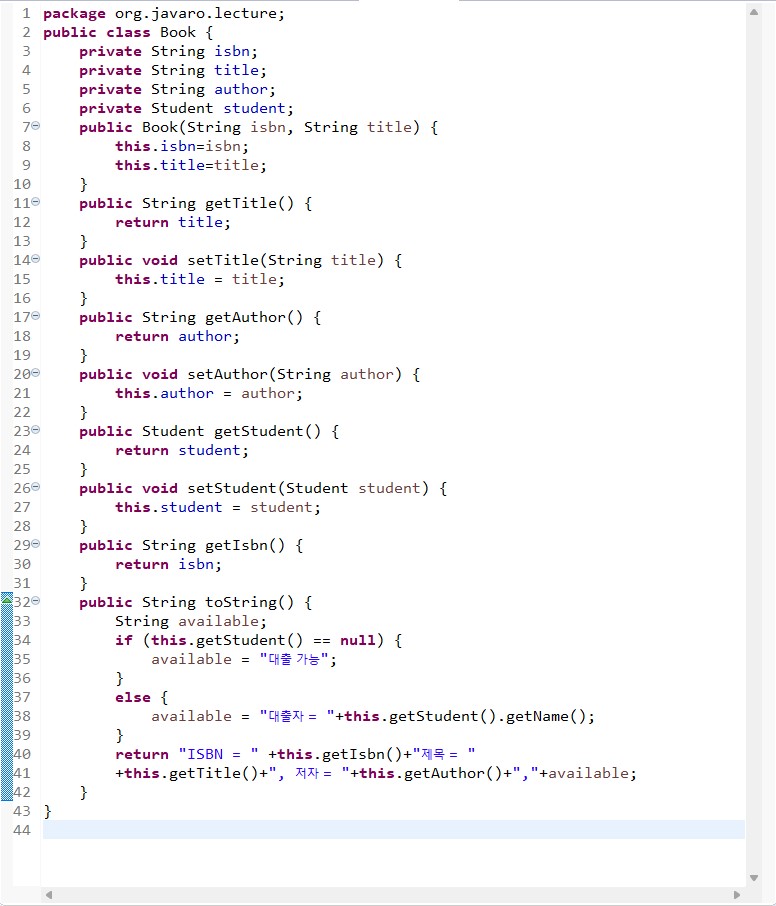 1 package org.javaro.lecture;
2 public class Book {
3     private String isbn;
4     private String title;
5     private String author;
6     private Student student;
7     public Book(String isbn, String title) {
8         this.isbn=isbn;
9         this.title=title;
10     }
11     public String getTitle() {
12         return title;
13     }
14     public void setTitle(String title) {
15         this.title = title;
16     }
17     public String getAuthor() {
18         return author;
19     }
20     public void setAuthor(String author) {
21         this.author = author;
22     }
23     public Student getStudent() {
24         return student;
25     }
26     public void setStudent(Student student) {
27         this.student = student;
28     }
29     public String getIsbn() {
30         return isbn;
31     }
32     public String toString() {
33         String available;
34         if (this.getStudent() == null) {
35             available = "대출 가능";
36         }
37         else {
38             available = "대출자 = "+this.getStudent().getName();
39         }
40         return "ISBN = " +this.getIsbn()+"제목 = "
41         +this.getTitle()+", 저자 = "+this.getAuthor()+","+available;
42     }
43 }
44